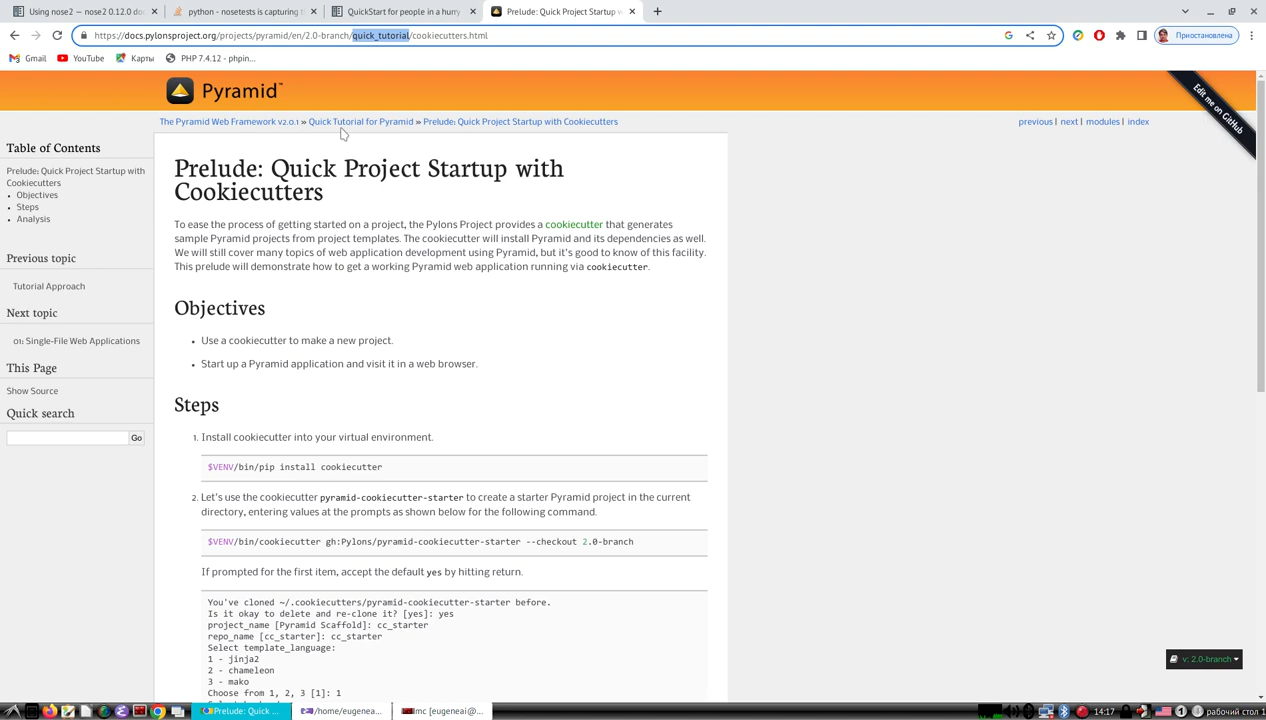 Using nose2 — nose2 0.12.0 do
python - nosetests is capturing t
QuickStart for people in a hurry
Prelude: Quick Project Startup w
https://docs.pylonsproject.org/projects/pyramid/en/2.0-branch/quick_tutorial/cookiecutters.html
Приостановлена
Gmail
YouTube
Карты
PHP 7.4.12 - phpin...
Pyramid™
Edit me on GitHub
The Pyramid Web Framework v2.0.1 » Quick Tutorial for Pyramid » Prelude: Quick Project Startup with Cookiecutters
previous | next | modules | index
Table of Contents
Prelude: Quick Project Startup with
Cookiecutters
• Objectives
• Steps
• Analysis
Previous topic
Tutorial Approach
Next topic
01: Single-File Web Applications
This Page
Show Source
Quick search
Go
Prelude: Quick Project Startup with
Cookiecutters
To ease the process of getting started on a project, the Pylons Project provides a cookiecutter that generates
sample Pyramid projects from project templates. The cookiecutter will install Pyramid and its dependencies as well.
We will still cover many topics of web application development using Pyramid, but it's good to know of this facility.
This prelude will demonstrate how to get a working Pyramid web application running via cookiecutter.
Objectives
• Use a cookiecutter to make a new project.
• Start up a Pyramid application and visit it in a web browser.
Steps
1. Install cookiecutter into your virtual environment.
$VENV/bin/pip install cookiecutter
2. Let's use the cookiecutter pyramid-cookiecutter-starter to create a starter Pyramid project in the current
directory, entering values at the prompts as shown below for the following command.
$VENV/bin/cookiecutter gh:Pylons/pyramid-cookiecutter-starter --checkout 2.0-branch
If prompted for the first item, accept the default yes by hitting return.
You've cloned ~/.cookiecutters/pyramid-cookiecutter-starter before.
Is it okay to delete and re-clone it? [yes]: yes
project_name [Pyramid Scaffold]: cc_starter
repo_name [cc_starter]: cc_starter
Select template_language:
1 - jinja2
2 - chameleon
3 - mako
Choose from 1, 2, 3 [1]: 1
v: 2.0-branch
Prelude: Quick ...
/home/eugeneai...
mc [eugeneai@...
14:17
1
рабочий стол 1